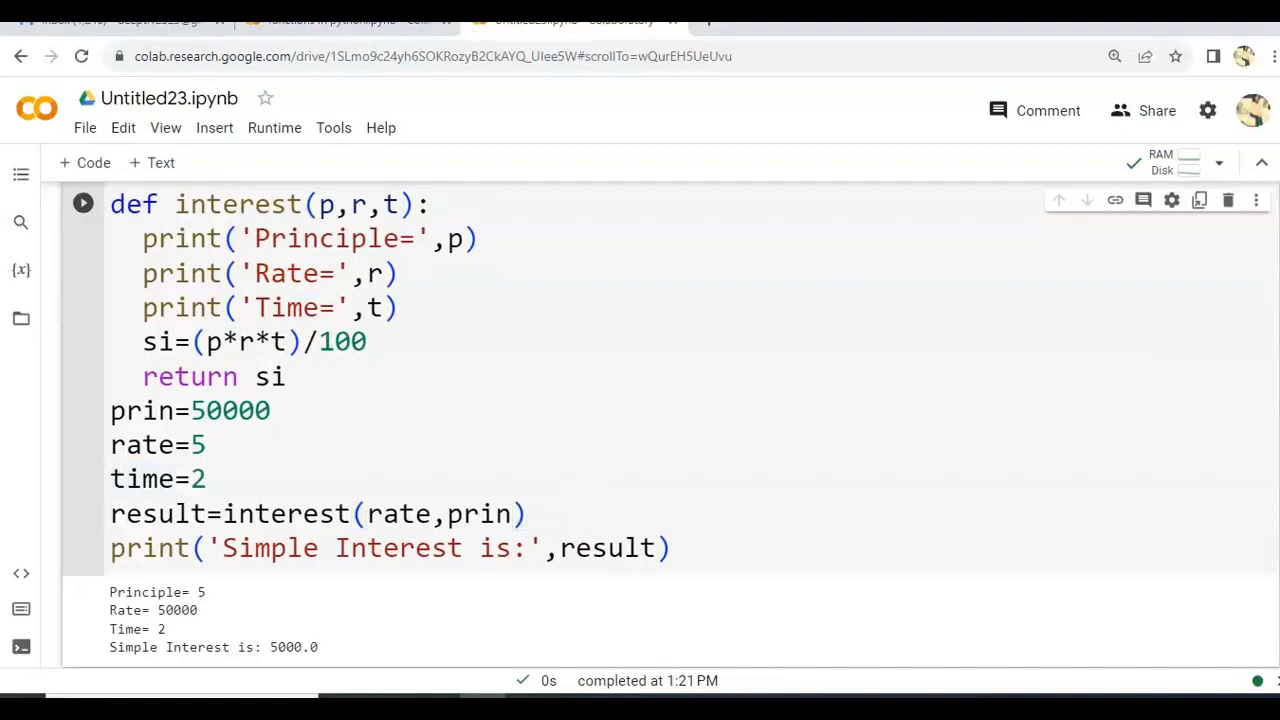 colab.research.google.com/drive/1SLmo9c24yh6SOKRozyB2CkAYQ_UIee5W#scrollTo=wQurEH5UeUvu
Untitled23.ipynb
Comment
Share
File Edit View Insert Runtime Tools Help
+ Code + Text
RAM
Disk
def interest(p,r,t):
print('Principle=',p)
print('Rate=',r)
print('Time=',t)
si=(p*r*t)/100
return si
prin=50000
rate=5
time=2
result=interest(rate,prin)
print('Simple Interest is:',result)
Principle= 5
Rate= 50000
Time= 2
Simple Interest is: 5000.0
0s completed at 1:21 PM